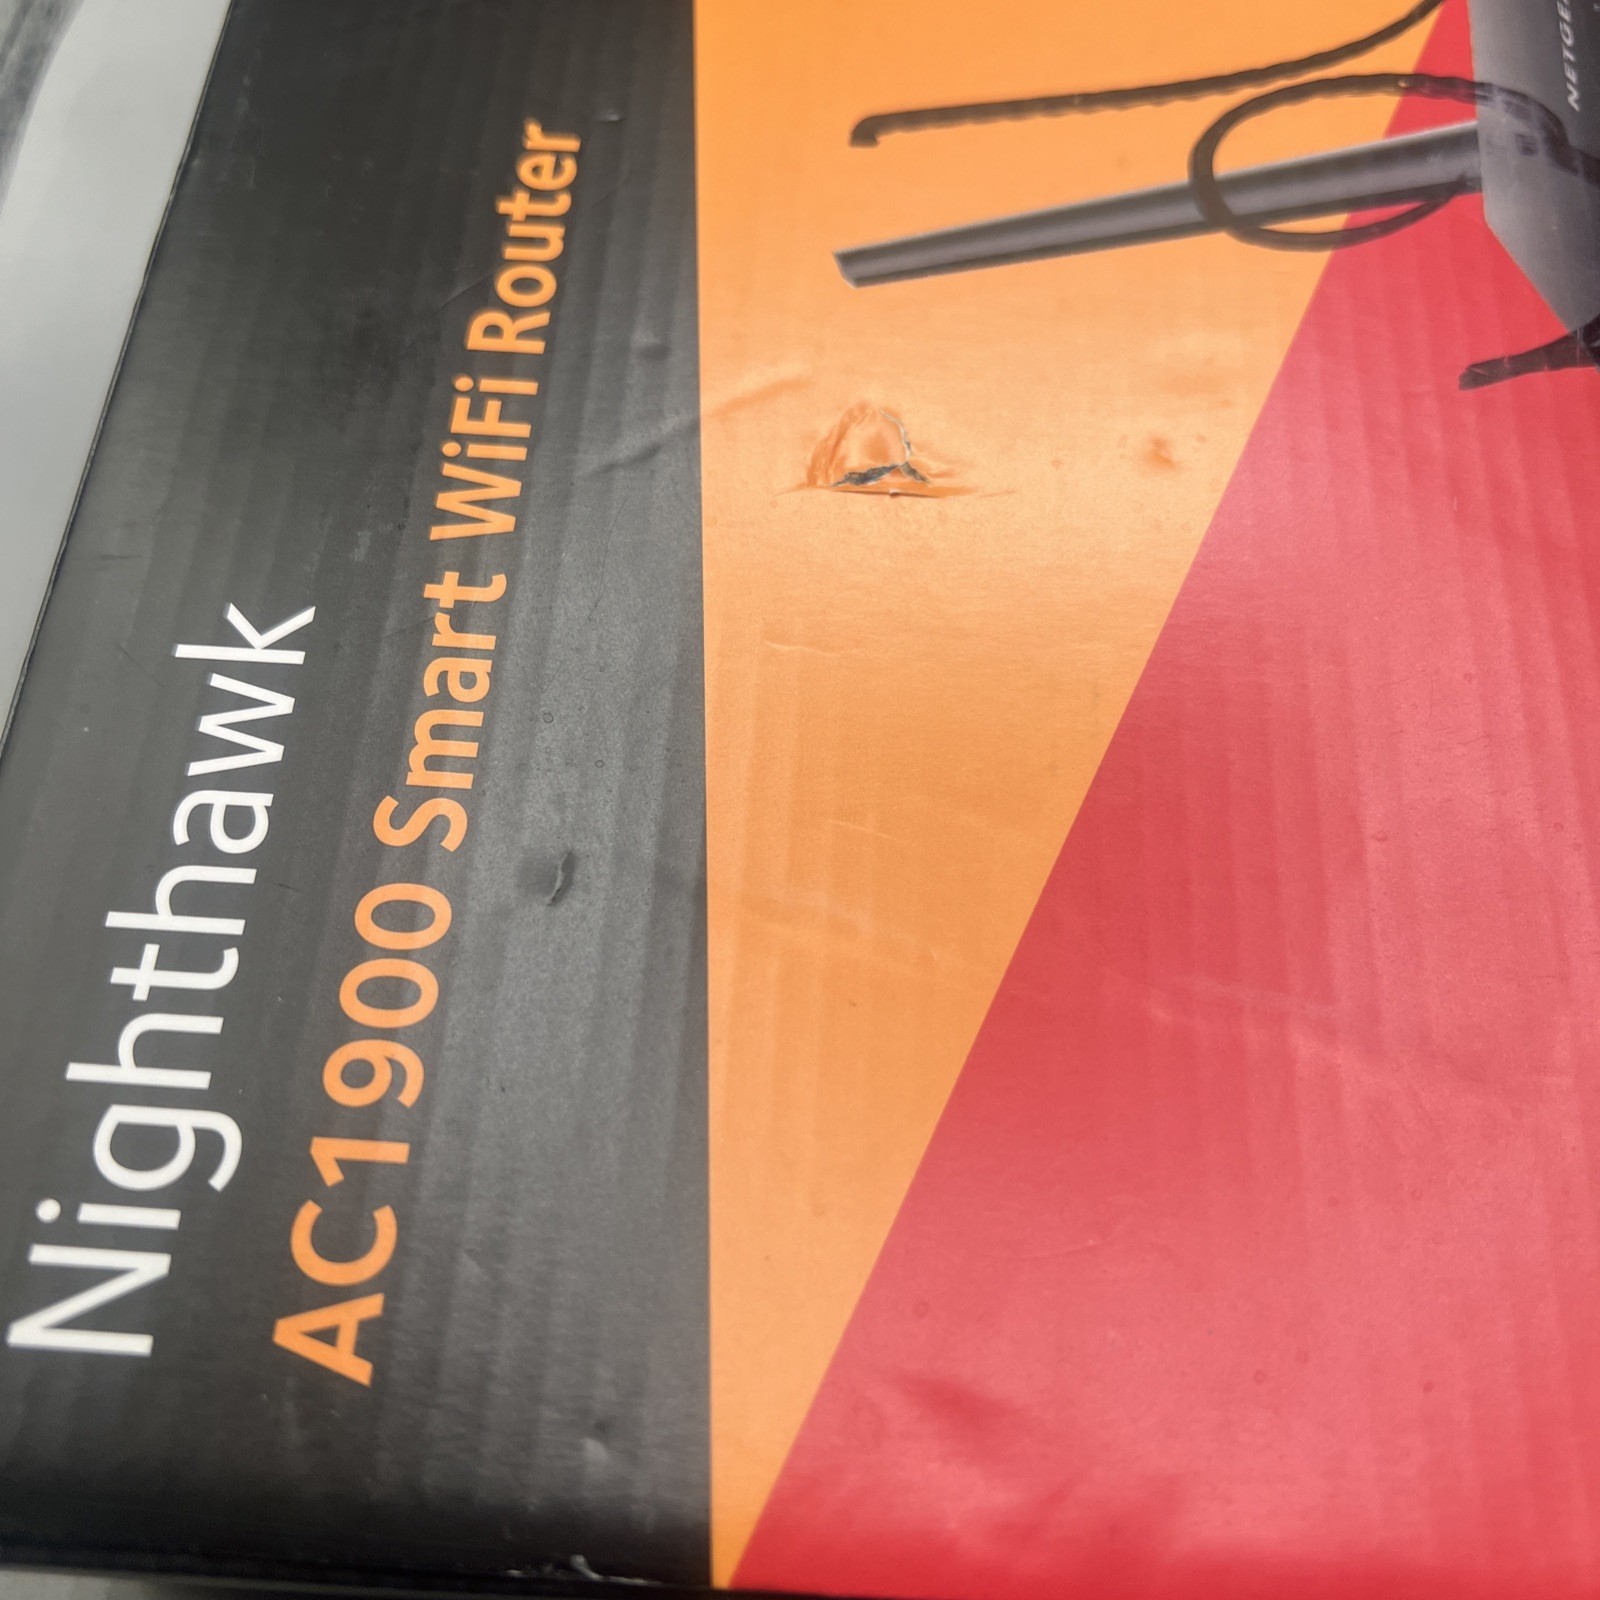 Nighthawk
AC1900 Smart WiFi Router